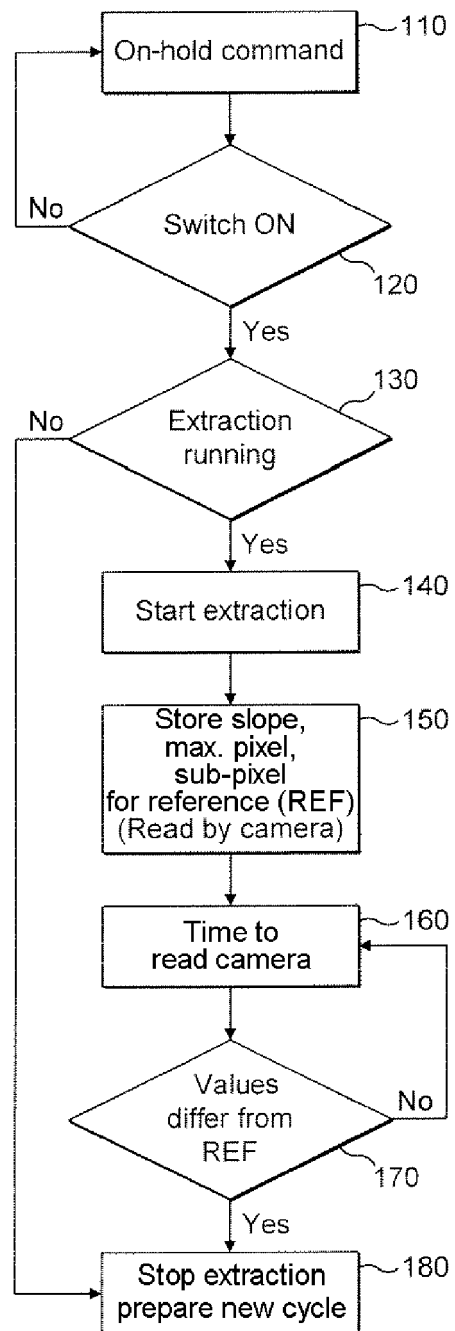 110
On-hold command
No
Switch ON
120
Yes
130
No
Extraction
running
Yes
140
Start extraction
150
Store slope,
max. pixel,
sub-pixel
for reference (REF)
(Read by camera)
160
Time to
read camera
Values
differ from
REF
No
170
Yes
180
Stop extraction
prepare new cycle